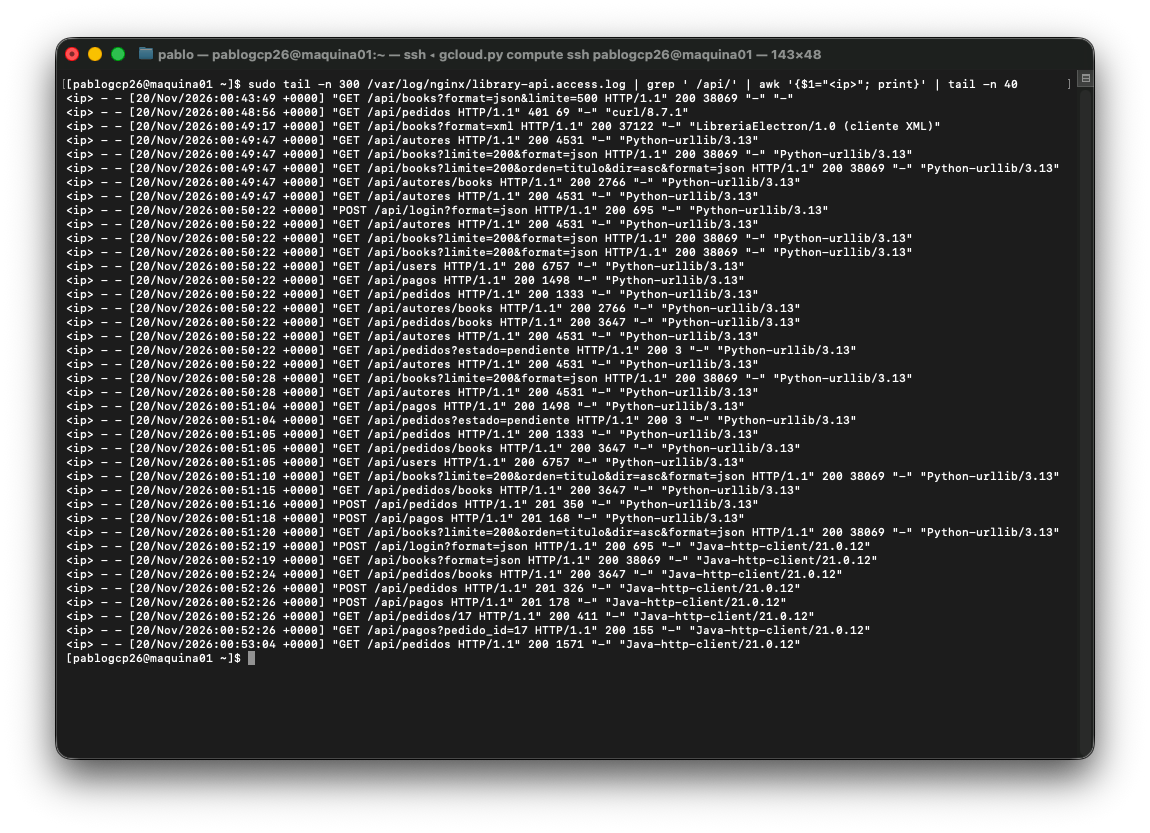 pablo — pablogcp26@maquina01:~ — ssh ◂ gcloud.py compute ssh pablogcp26@maquina01 — 143×48
[[pablogcp26@maquina01 ~]$ sudo tail -n 300 /var/log/nginx/library-api.access.log | grep ' /api/' | awk '{$1="<ip>"; print}' | tail -n 40 ]
<ip> - - [20/Nov/2026:00:43:49 +0000] "GET /api/books?format=json&limite=500 HTTP/1.1" 200 38069 "-" "-"
<ip> - - [20/Nov/2026:00:48:56 +0000] "GET /api/pedidos HTTP/1.1" 401 69 "-" "curl/8.7.1"
<ip> - - [20/Nov/2026:00:49:17 +0000] "GET /api/books?format=xml HTTP/1.1" 200 37122 "-" "LibreriaElectron/1.0 (cliente XML)"
<ip> - - [20/Nov/2026:00:49:47 +0000] "GET /api/autores HTTP/1.1" 200 4531 "-" "Python-urllib/3.13"
<ip> - - [20/Nov/2026:00:49:47 +0000] "GET /api/books?limite=200&format=json HTTP/1.1" 200 38069 "-" "Python-urllib/3.13"
<ip> - - [20/Nov/2026:00:49:47 +0000] "GET /api/books?limite=200&orden=titulo&dir=asc&format=json HTTP/1.1" 200 38069 "-" "Python-urllib/3.13"
<ip> - - [20/Nov/2026:00:49:47 +0000] "GET /api/autores/books HTTP/1.1" 200 2766 "-" "Python-urllib/3.13"
<ip> - - [20/Nov/2026:00:49:47 +0000] "GET /api/autores HTTP/1.1" 200 4531 "-" "Python-urllib/3.13"
<ip> - - [20/Nov/2026:00:50:22 +0000] "POST /api/login?format=json HTTP/1.1" 200 695 "-" "Python-urllib/3.13"
<ip> - - [20/Nov/2026:00:50:22 +0000] "GET /api/autores HTTP/1.1" 200 4531 "-" "Python-urllib/3.13"
<ip> - - [20/Nov/2026:00:50:22 +0000] "GET /api/books?limite=200&format=json HTTP/1.1" 200 38069 "-" "Python-urllib/3.13"
<ip> - - [20/Nov/2026:00:50:22 +0000] "GET /api/books?limite=200&format=json HTTP/1.1" 200 38069 "-" "Python-urllib/3.13"
<ip> - - [20/Nov/2026:00:50:22 +0000] "GET /api/users HTTP/1.1" 200 6757 "-" "Python-urllib/3.13"
<ip> - - [20/Nov/2026:00:50:22 +0000] "GET /api/pagos HTTP/1.1" 200 1498 "-" "Python-urllib/3.13"
<ip> - - [20/Nov/2026:00:50:22 +0000] "GET /api/pedidos HTTP/1.1" 200 1333 "-" "Python-urllib/3.13"
<ip> - - [20/Nov/2026:00:50:22 +0000] "GET /api/autores/books HTTP/1.1" 200 2766 "-" "Python-urllib/3.13"
<ip> - - [20/Nov/2026:00:50:22 +0000] "GET /api/pedidos/books HTTP/1.1" 200 3647 "-" "Python-urllib/3.13"
<ip> - - [20/Nov/2026:00:50:22 +0000] "GET /api/autores HTTP/1.1" 200 4531 "-" "Python-urllib/3.13"
<ip> - - [20/Nov/2026:00:50:22 +0000] "GET /api/pedidos?estado=pendiente HTTP/1.1" 200 3 "-" "Python-urllib/3.13"
<ip> - - [20/Nov/2026:00:50:22 +0000] "GET /api/autores HTTP/1.1" 200 4531 "-" "Python-urllib/3.13"
<ip> - - [20/Nov/2026:00:50:28 +0000] "GET /api/books?limite=200&format=json HTTP/1.1" 200 38069 "-" "Python-urllib/3.13"
<ip> - - [20/Nov/2026:00:50:28 +0000] "GET /api/autores HTTP/1.1" 200 4531 "-" "Python-urllib/3.13"
<ip> - - [20/Nov/2026:00:51:04 +0000] "GET /api/pagos HTTP/1.1" 200 1498 "-" "Python-urllib/3.13"
<ip> - - [20/Nov/2026:00:51:04 +0000] "GET /api/pedidos?estado=pendiente HTTP/1.1" 200 3 "-" "Python-urllib/3.13"
<ip> - - [20/Nov/2026:00:51:05 +0000] "GET /api/pedidos HTTP/1.1" 200 1333 "-" "Python-urllib/3.13"
<ip> - - [20/Nov/2026:00:51:05 +0000] "GET /api/pedidos/books HTTP/1.1" 200 3647 "-" "Python-urllib/3.13"
<ip> - - [20/Nov/2026:00:51:05 +0000] "GET /api/users HTTP/1.1" 200 6757 "-" "Python-urllib/3.13"
<ip> - - [20/Nov/2026:00:51:10 +0000] "GET /api/books?limite=200&orden=titulo&dir=asc&format=json HTTP/1.1" 200 38069 "-" "Python-urllib/3.13"
<ip> - - [20/Nov/2026:00:51:15 +0000] "GET /api/pedidos/books HTTP/1.1" 200 3647 "-" "Python-urllib/3.13"
<ip> - - [20/Nov/2026:00:51:16 +0000] "POST /api/pedidos HTTP/1.1" 201 350 "-" "Python-urllib/3.13"
<ip> - - [20/Nov/2026:00:51:18 +0000] "POST /api/pagos HTTP/1.1" 201 168 "-" "Python-urllib/3.13"
<ip> - - [20/Nov/2026:00:51:20 +0000] "GET /api/books?limite=200&orden=titulo&dir=asc&format=json HTTP/1.1" 200 38069 "-" "Python-urllib/3.13"
<ip> - - [20/Nov/2026:00:52:19 +0000] "POST /api/login?format=json HTTP/1.1" 200 695 "-" "Java-http-client/21.0.12"
<ip> - - [20/Nov/2026:00:52:19 +0000] "GET /api/books?format=json HTTP/1.1" 200 38069 "-" "Java-http-client/21.0.12"
<ip> - - [20/Nov/2026:00:52:24 +0000] "GET /api/pedidos/books HTTP/1.1" 200 3647 "-" "Java-http-client/21.0.12"
<ip> - - [20/Nov/2026:00:52:26 +0000] "POST /api/pedidos HTTP/1.1" 201 326 "-" "Java-http-client/21.0.12"
<ip> - - [20/Nov/2026:00:52:26 +0000] "POST /api/pagos HTTP/1.1" 201 178 "-" "Java-http-client/21.0.12"
<ip> - - [20/Nov/2026:00:52:26 +0000] "GET /api/pedidos/17 HTTP/1.1" 200 411 "-" "Java-http-client/21.0.12"
<ip> - - [20/Nov/2026:00:52:26 +0000] "GET /api/pagos?pedido_id=17 HTTP/1.1" 200 155 "-" "Java-http-client/21.0.12"
<ip> - - [20/Nov/2026:00:53:04 +0000] "GET /api/pedidos HTTP/1.1" 200 1571 "-" "Java-http-client/21.0.12"
[pablogcp26@maquina01 ~]$